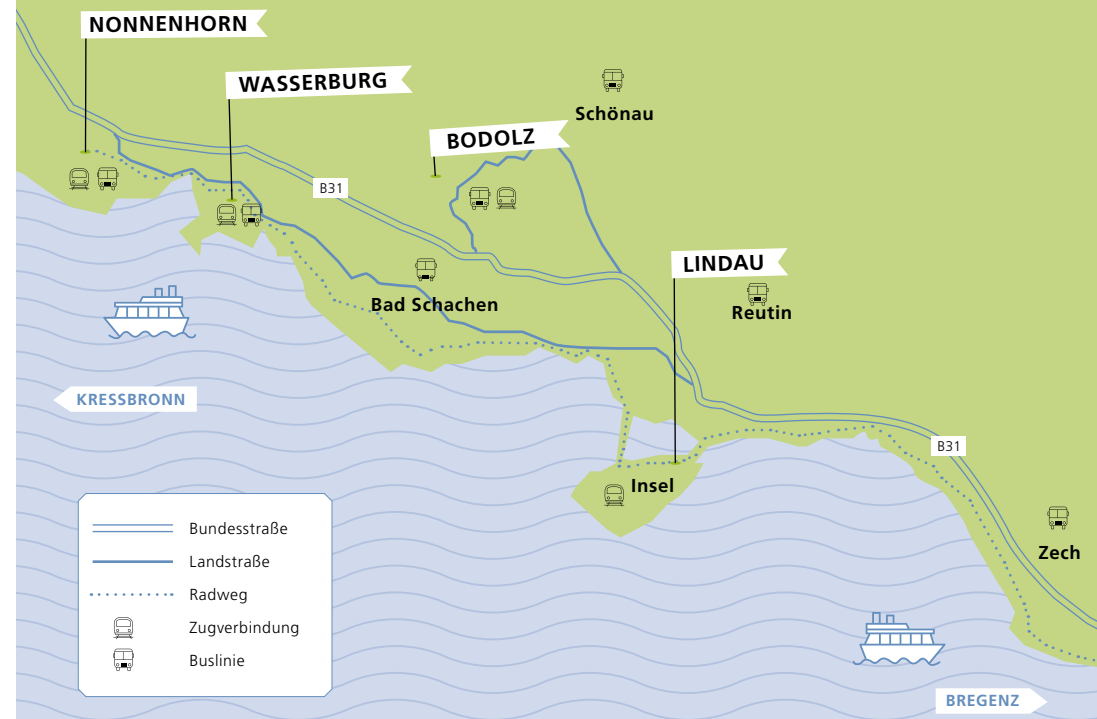 NONNENHORN
WASSERBURG
Schönau
BODOLZ
B31
LINDAU
Bad Schachen
Reutin
KRESSBRONN
B31
Insel
Bundesstraße
Landstraße
Radweg
Zugverbindung
Buslinie
Zech
BREGENZ